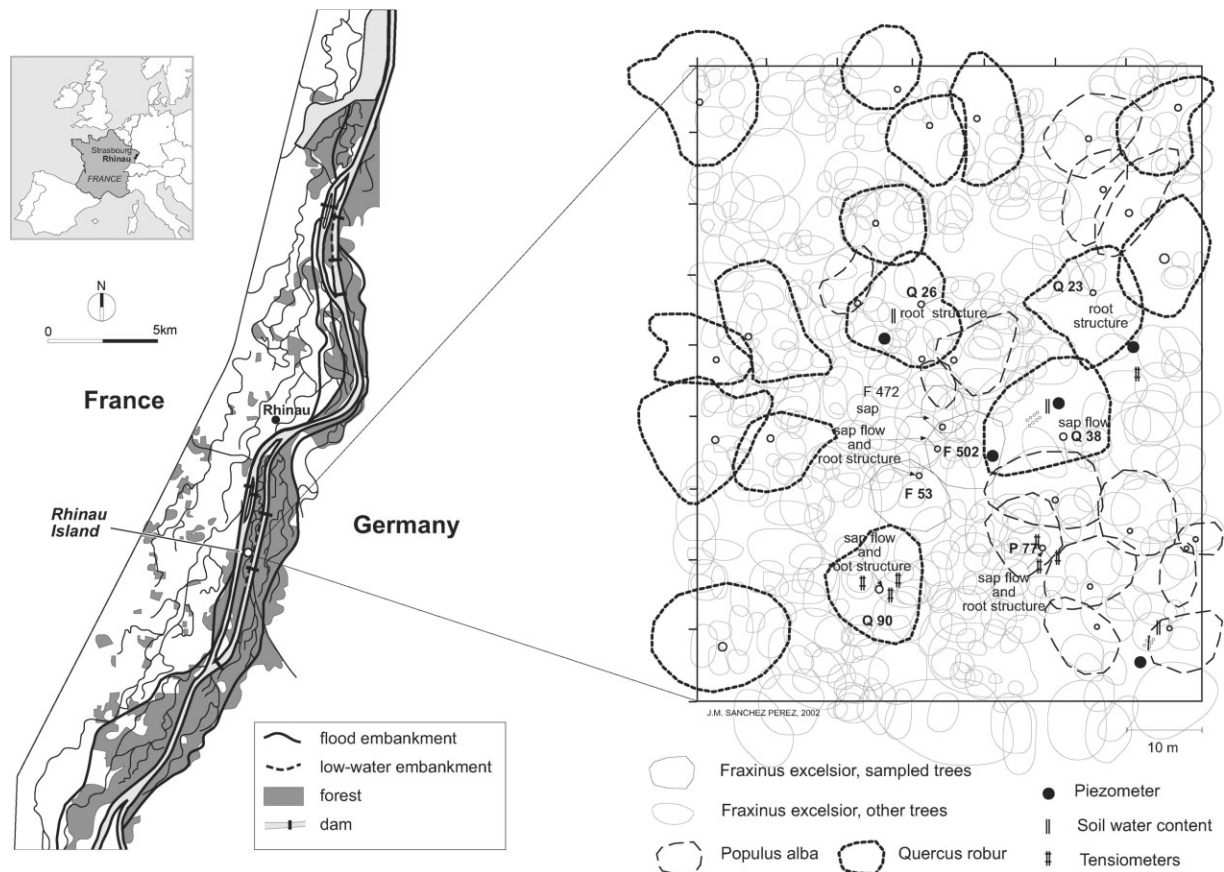 Strasbourg
Rhinau
FRANCE
N
0 5km
France
Rhinau
Rhinau
Island
Germany
flood embankment
low-water embankment
forest
dam
Q 26
root structure
Q 23
root
structure
F 472
sap
sap flow
and
root structure
F 502
sap flow
Q 38
F 53
sap flow
and
root structure
Q 90
P 77
sap flow
and
root structure
J.M. SANCHEZ PEREZ, 2002
10 m
Fraxinus excelsior, sampled trees
Fraxinus excelsior, other trees
Populus alba
Quercus robur
Piezometer
Soil water content
Tensiometers